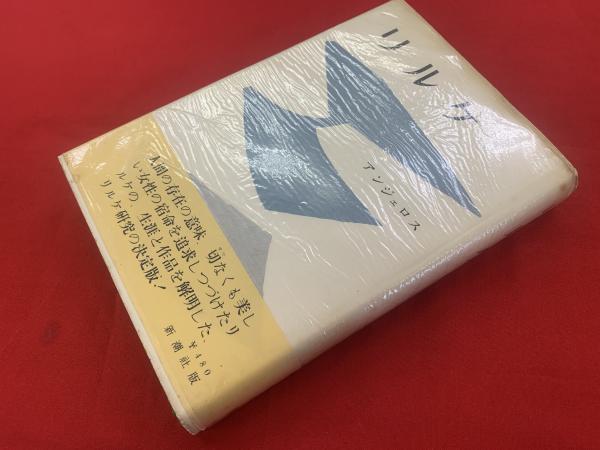 リルケ
アンジェロス
人間の存在の意味、切なくも美し
い女性の宿命を追求しつづけたリ
ルケの、生涯と作品を解明した、
リルケ研究の決定版!
¥480
新潮社版